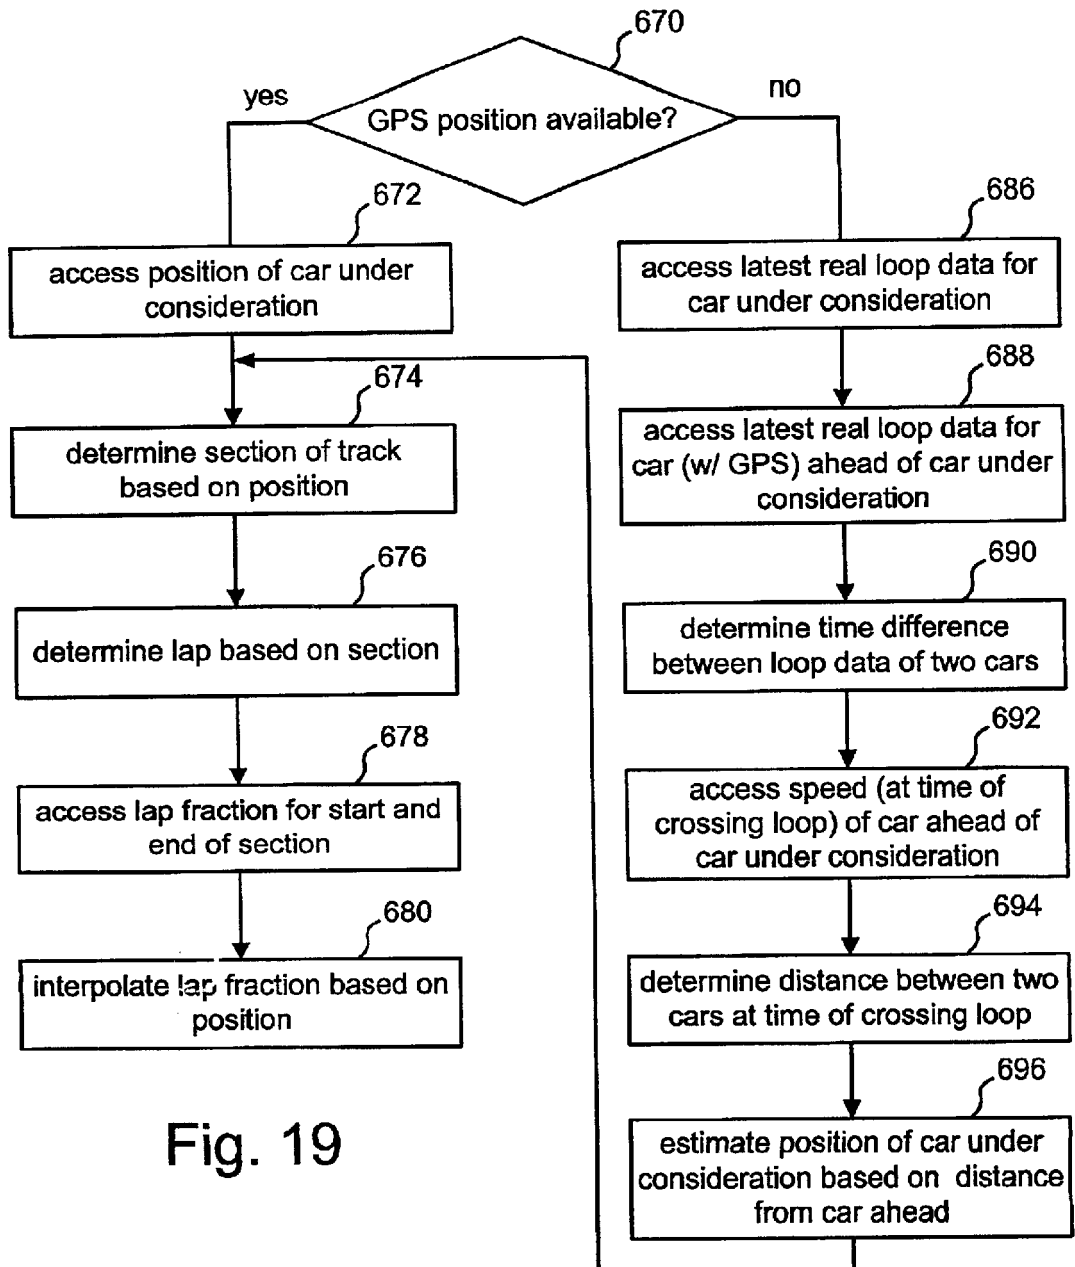 670
yes
no
GPS position available?
672
access position of car under
consideration
674
determine section of track
based on position
676
determine lap based on section
678
access lap fraction for start and
end of section
680
interpolate lap fraction based on
position
686
access latest real loop data for
car under consideration
688
access latest real loop data for
car (w/ GPS) ahead of car under
consideration
690
determine time difference
between loop data of two cars
692
access speed (at time of
crossing loop) of car ahead of
car under consideration
694
determine distance between two
cars at time of crossing loop
696
estimate position of car under
consideration based on distance
from car ahead
Fig. 19